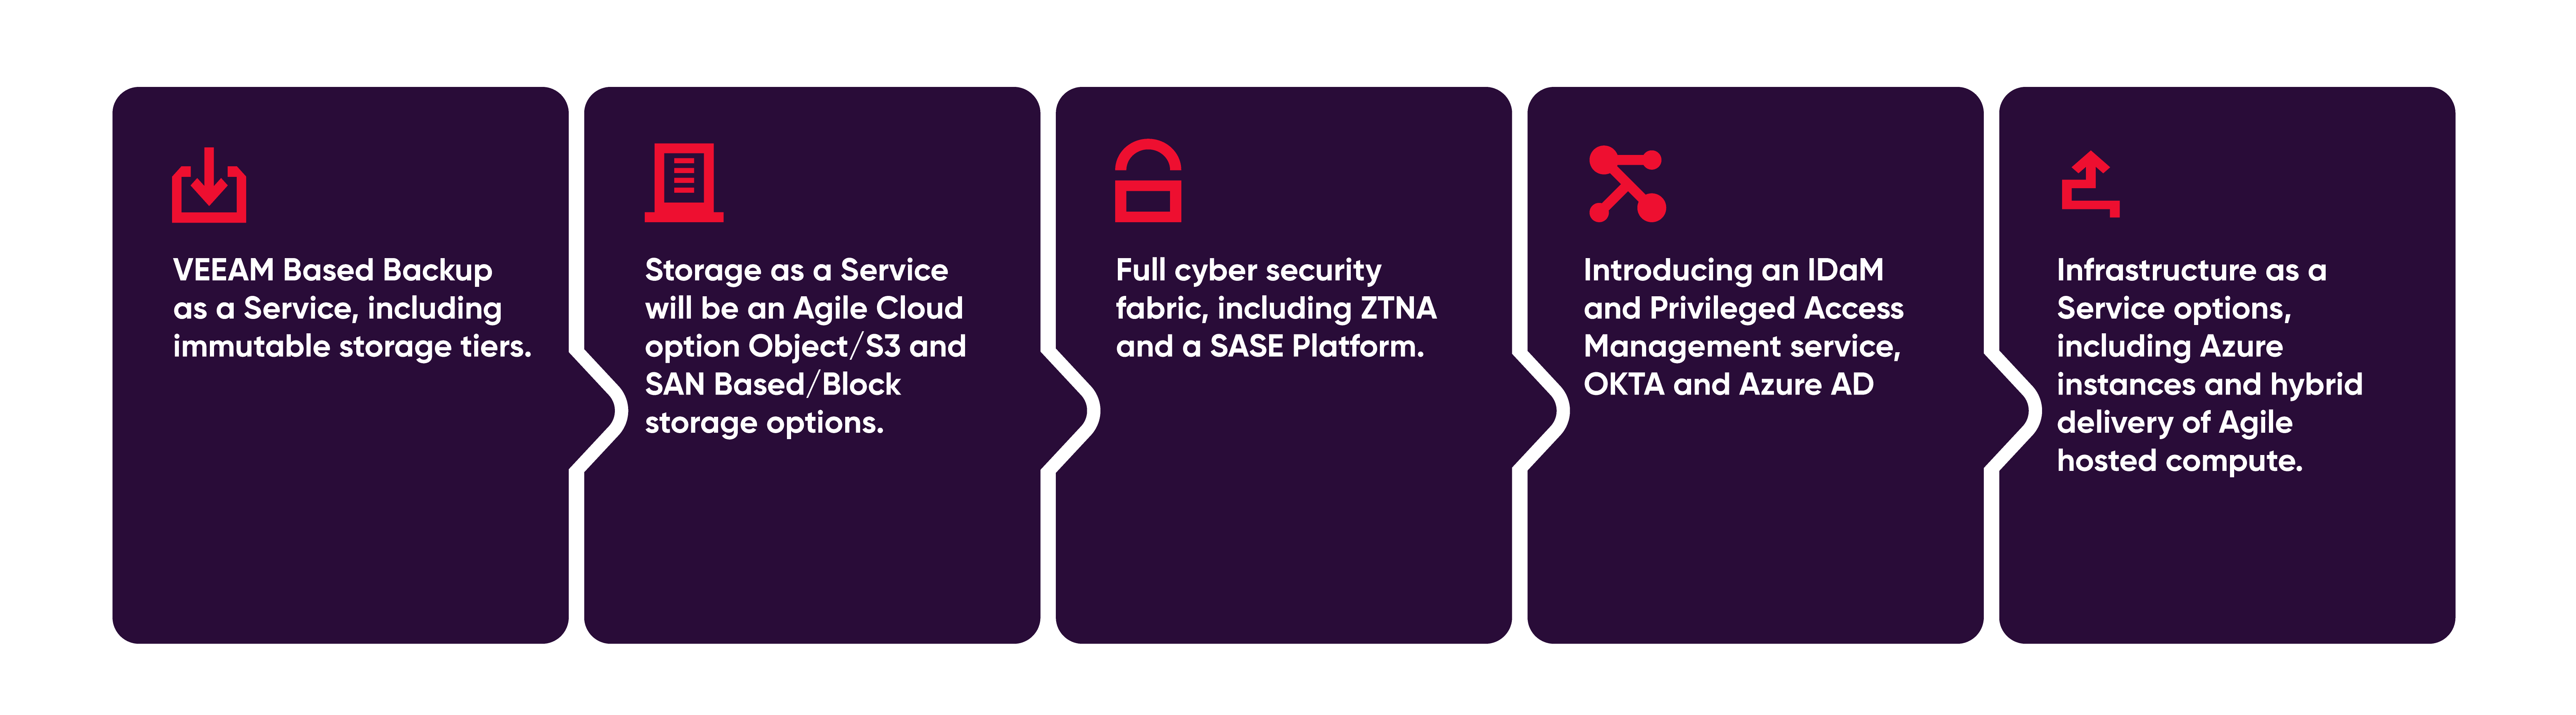 VEEAM Based Backup
as a Service, including
immutable storage tiers.
Storage as a Service
will be an Agile Cloud
option Object/S3 and
SAN Based/Block
storage options.
Full cyber security
fabric, including ZTNA
and a SASE Platform.
Introducing an IDaM
and Privileged Access
Management service,
OKTA and Azure AD
Infrastructure as a
Service options,
including Azure
instances and hybrid
delivery of Agile
hosted compute.